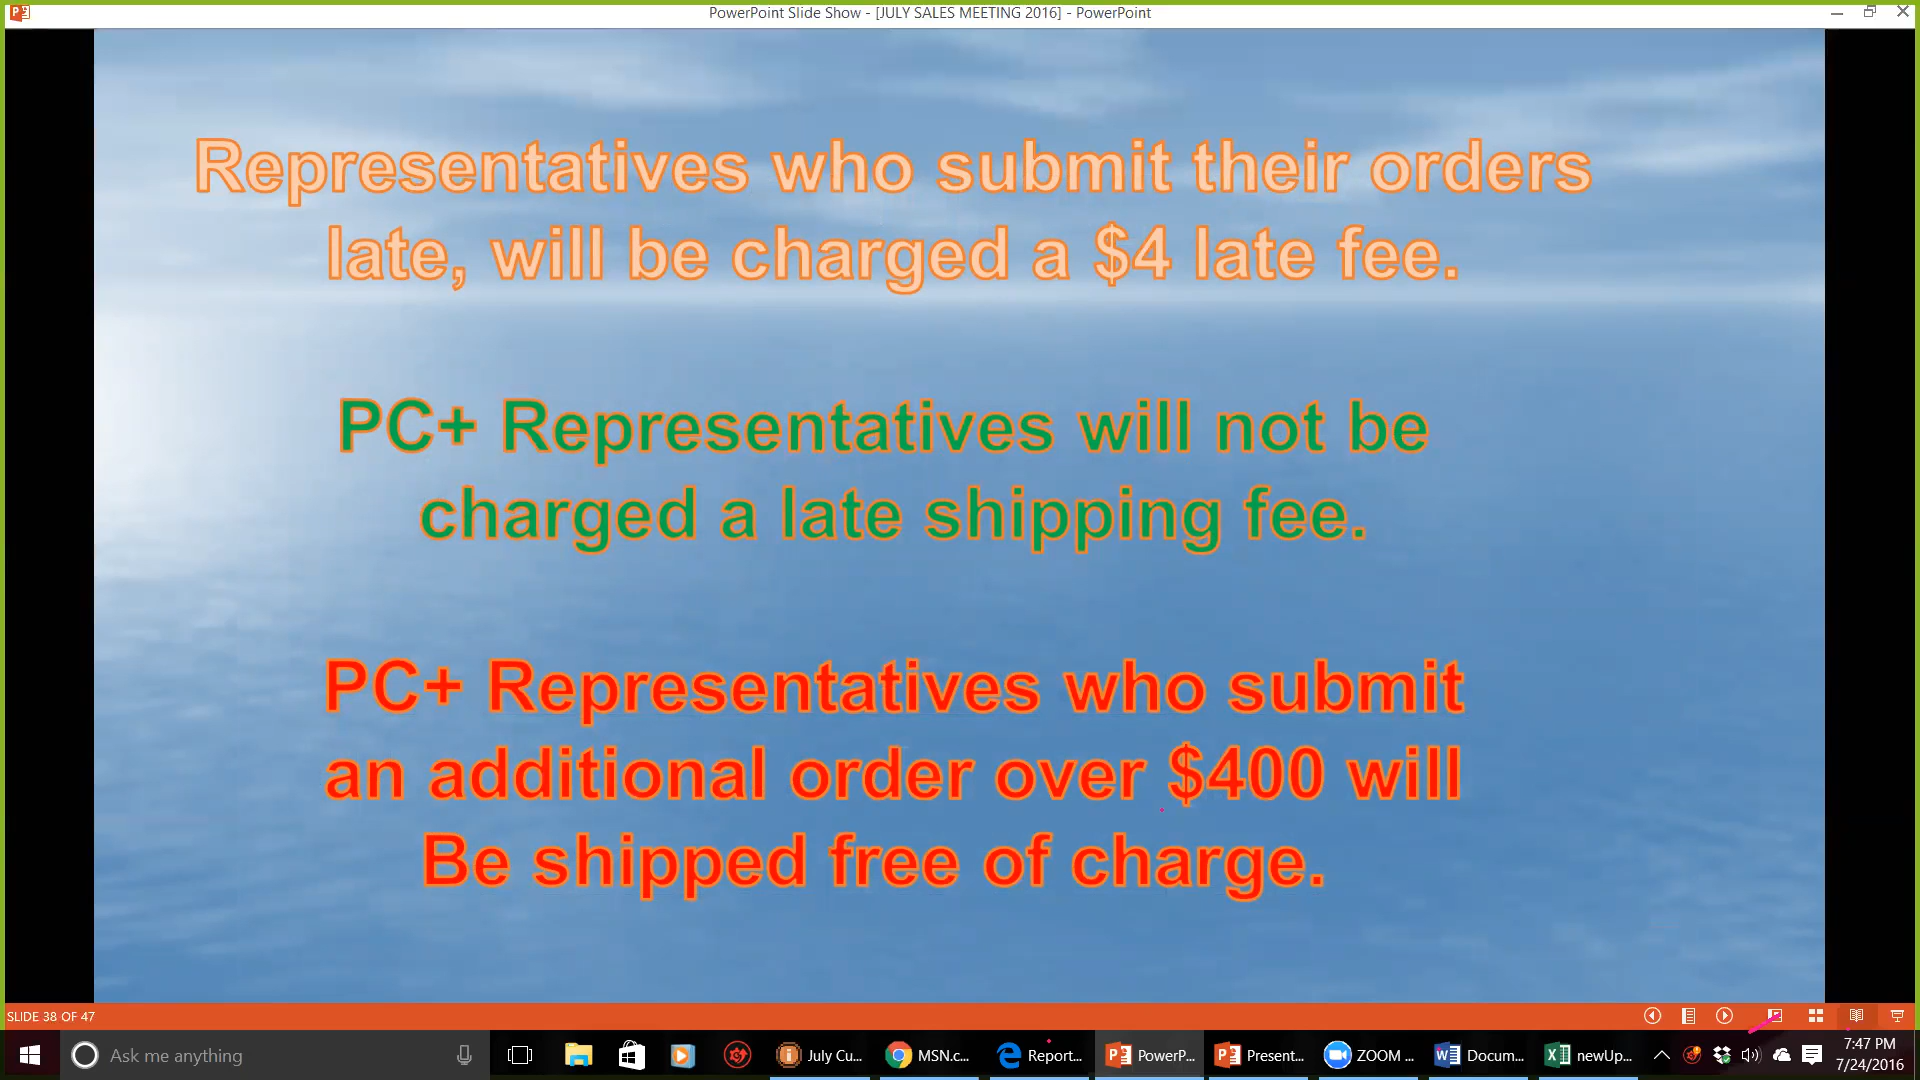 PowerPoint Slide Show - [JULY SALES MEETING 2016] - PowerPoint
Representatives who submit their orders
late, will be charged a $4 late fee.
PC+ Representatives will not be
charged a late shipping fee.
PC+ Representatives who submit
an additional order over $400 will
Be shipped free of charge.
SLIDE 38 OF 47
Ask me anything
July Cu...
MSN.c...
Report...
PowerP...
Present...
ZOOM ...
Docum...
newUp...
7:47 PM
7/24/2016